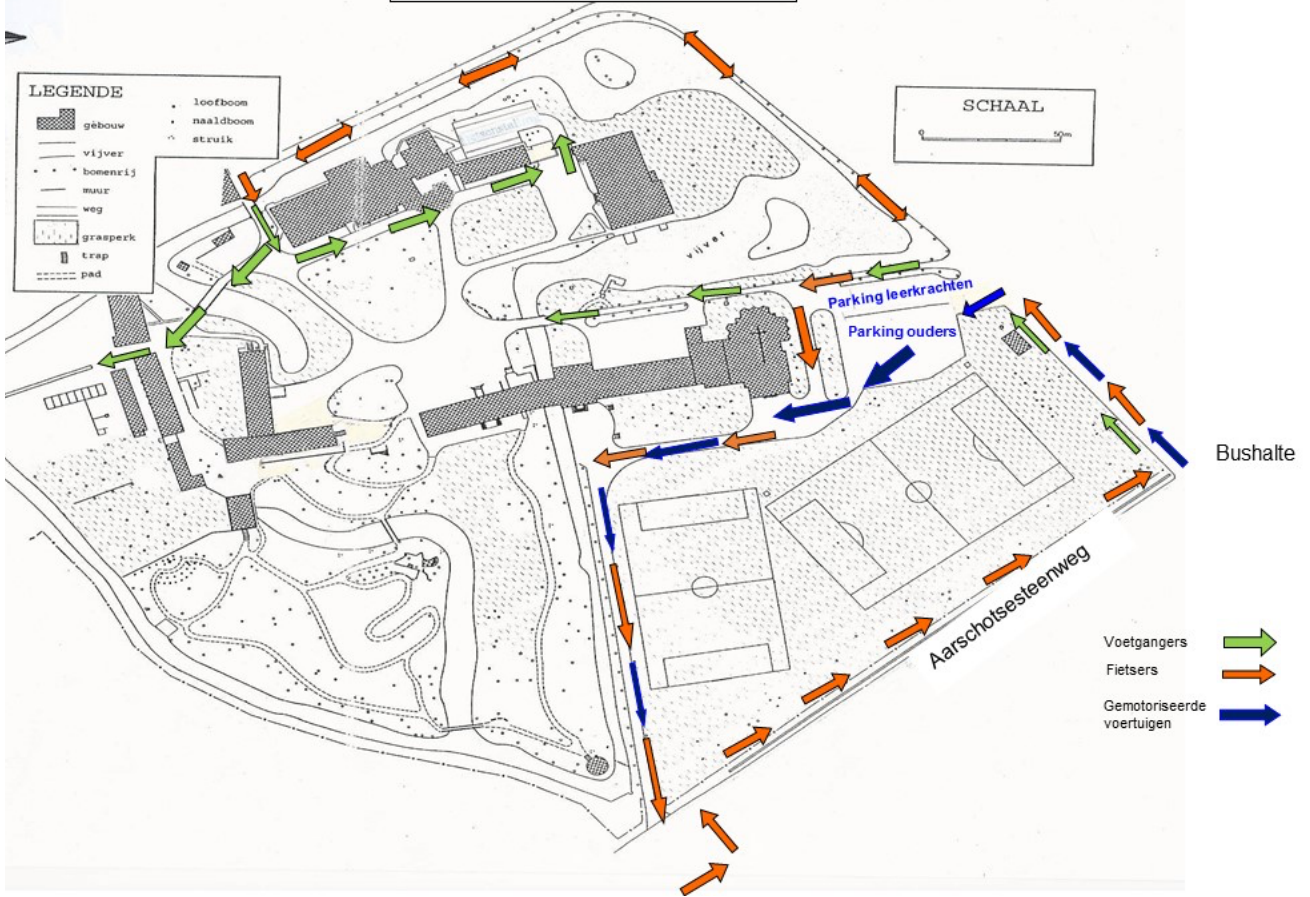 LEGENDE
gebouw
vijver
bomenrij
muur
weg
grasperk
trap
pad
loofboom
naaldboom
struik
SCHAAL
0
50m
vijver
Parking leerkrachten
Parking ouders
Bushalte
Aarschotsesteenweg
Voetgangers
Fietsers
Gemotoriseerde
voertuigen